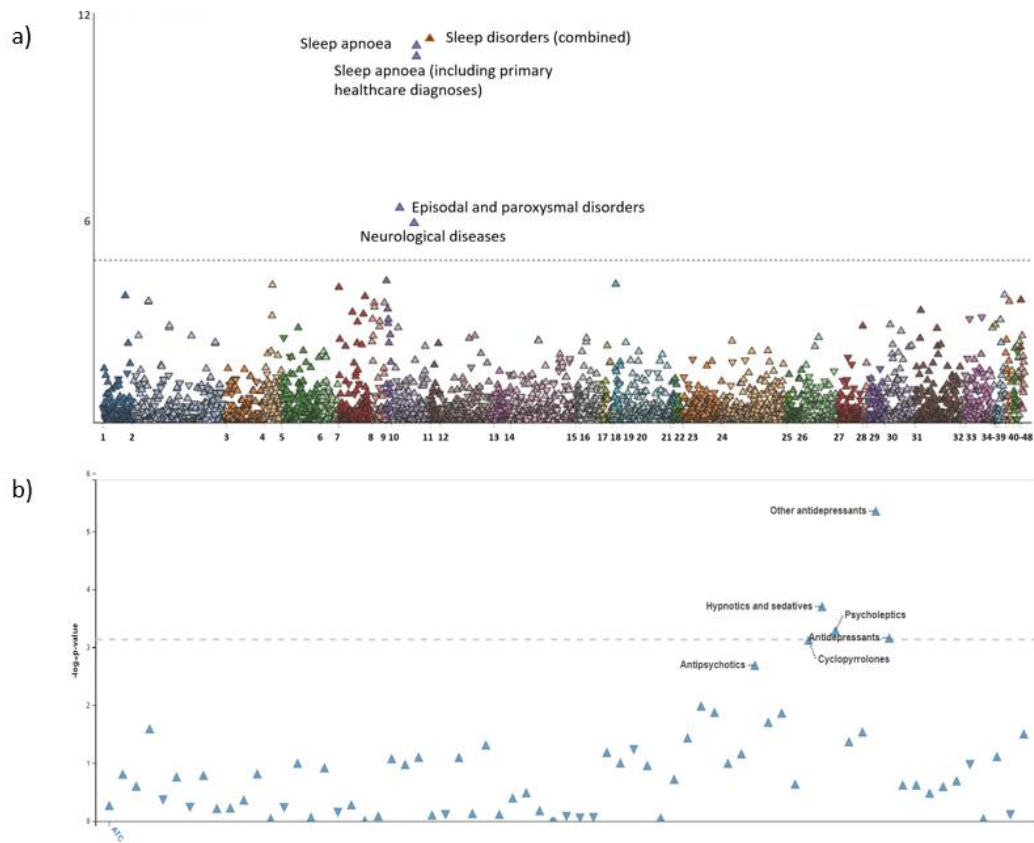 a)
12
Sleep apnoea
Sleep disorders (combined)
Sleep apnoea (including primary
healthcare diagnoses)
6
Episodal and paroxysmal disorders
Neurological diseases
1 2 3 4 5 6 7 8 9 10 11 12 13 14 15 16 17 18 19 20 21 22 23 24 25 26 27 28 29 30 31 32 33 34-39 40-48
b)
6
Other antidepressants
5
4
Hypnotics and sedatives
Psycholeptics
Antidepressants
3
Cyclopyrrolones
Antipsychotics
-log₁₀p-value
2
1
0
ATC